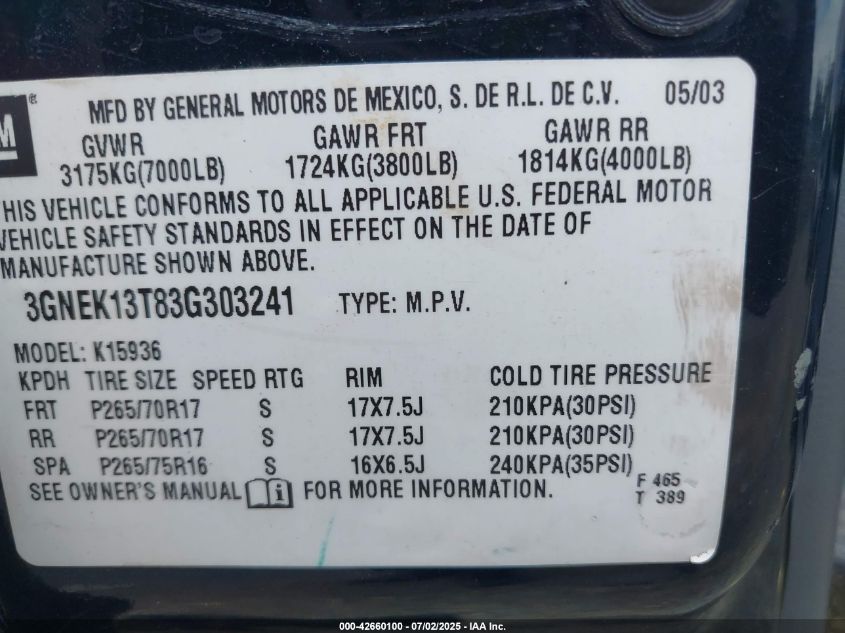 M ®
MFD BY GENERAL MOTORS DE MEXICO, S. DE R.L. DE C.V. 05/03
GVWR GAWR FRT GAWR RR
3175KG(7000LB) 1724KG(3800LB) 1814KG(4000LB)
THIS VEHICLE CONFORMS TO ALL APPLICABLE U.S. FEDERAL MOTOR
VEHICLE SAFETY STANDARDS IN EFFECT ON THE DATE OF
MANUFACTURE SHOWN ABOVE.
3GNEK13T83G303241 TYPE: M.P.V.
MODEL: K15936
KPDH TIRE SIZE SPEED RTG RIM COLD TIRE PRESSURE
FRT P265/70R17 S 17X7.5J 210KPA(30PSI)
RR P265/70R17 S 17X7.5J 210KPA(30PSI)
SPA P265/75R16 S 16X6.5J 240KPA(35PSI)
SEE OWNER'S MANUAL i FOR MORE INFORMATION.
F 465
T 389
000-42660100 - 07/02/2025 - IAA Inc.